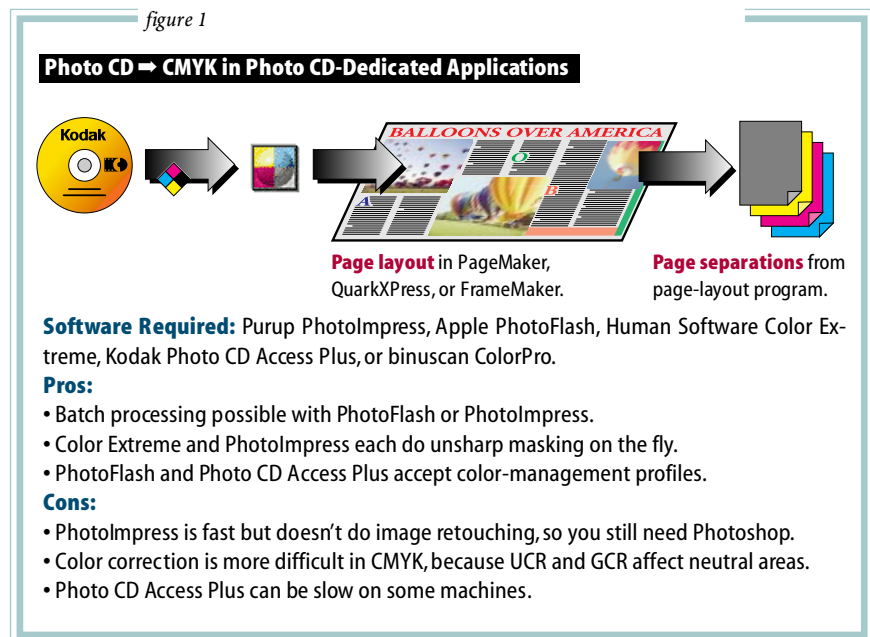 figure 1
Photo CD ➡ CMYK in Photo CD-Dedicated Applications
Kodak
BALLOONS OVER AMERICA
O
B
A
Page layout in PageMaker,
QuarkXPress, or FrameMaker.
Page separations from
page-layout program.
Software Required: Purup PhotoImpress, Apple PhotoFlash, Human Software Color Ex-
treme, Kodak Photo CD Access Plus, or binuscan ColorPro.
Pros:
• Batch processing possible with PhotoFlash or PhotoImpress.
• Color Extreme and PhotoImpress each do unsharp masking on the fly.
• PhotoFlash and Photo CD Access Plus accept color-management profiles.
Cons:
• PhotoImpress is fast but doesn’t do image retouching, so you still need Photoshop.
• Color correction is more difficult in CMYK, because UCR and GCR affect neutral areas.
• Photo CD Access Plus can be slow on some machines.